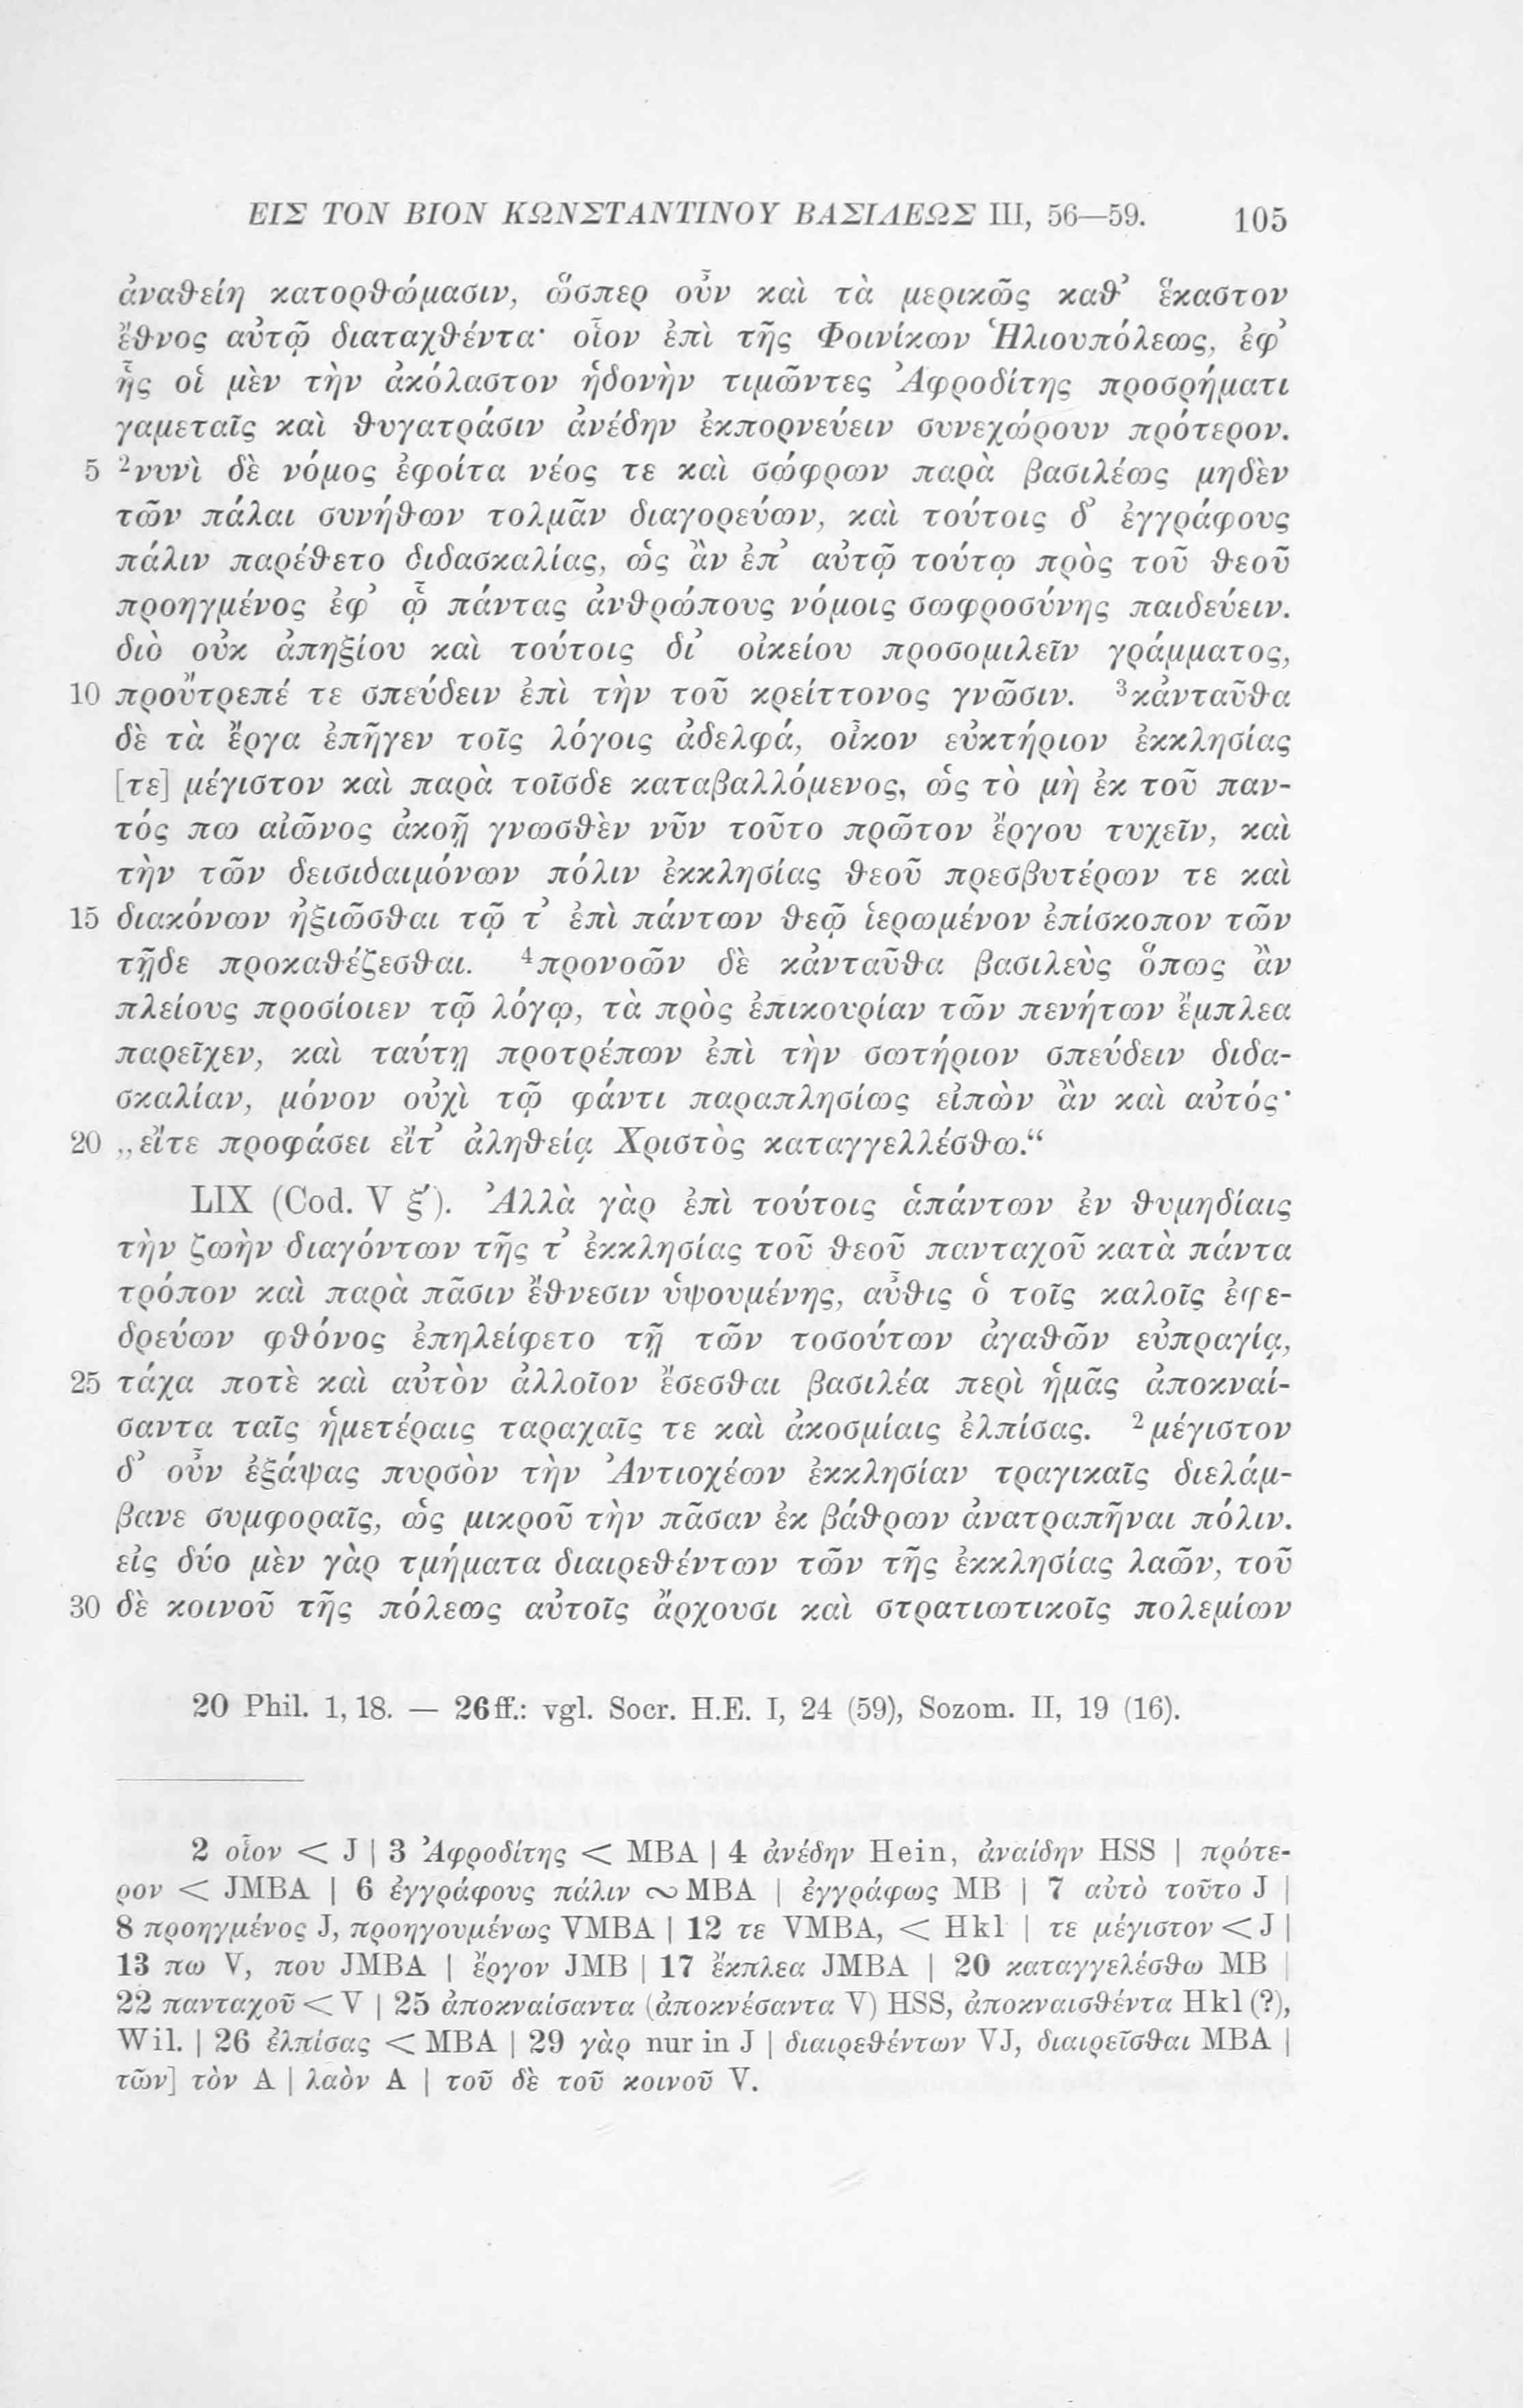 ΕΙΣ ΤΟΝ ΒΙΟΝ ΚΩΝΣΤΑΝΤΙΝΟΥ ΒΑΣΙΛΕΩΣ III, 56—59. 105
ἀναθείη κατορθώμασιν, ὥσπερ οὖν καὶ τὰ μερικῶς καθ’ ἕκαστον
ἔθνος αὐτῷ διαταχθέντα· οἷον ἐπὶ τῆς Φοινίκων Ἡλιουπόλεως, ἐφ’
ἧς οἱ μὲν τὴν ἀκόλαστον ἡδονὴν τιμῶντες Ἀφροδίτης προσρήματι
γαμεταῖς καὶ θυγατράσιν ἀνέδην ἐκπορνεύειν συνεχώρουν πρότερον.
5 ²νυνὶ δὲ νόμος ἐφοίτα νέος τε καὶ σώφρων παρὰ βασιλέως μηδὲν
τῶν πάλαι συνήθων τολμᾶν διαγορεύων, καὶ τούτοις δ’ ἐγγράφους
πάλιν παρέθετο διδασκαλίας, ὡς ἂν ἐπ’ αὐτῷ τούτῳ πρὸς τοῦ θεοῦ
προηγμένος ἐφ’ ᾧ πάντας ἀνθρώπους νόμοις σωφροσύνης παιδεύειν.
διὸ οὐκ ἀπηξίου καὶ τούτοις δι’ οἰκείου προσομιλεῖν γράμματος,
10 προὔτρεπέ τε σπεύδειν ἐπὶ τὴν τοῦ κρείττονος γνῶσιν. ³κἀνταῦθα
δὲ τὰ ἔργα ἐπῆγεν τοῖς λόγοις ἀδελφά, οἶκον εὐκτήριον ἐκκλησίας
[τε] μέγιστον καὶ παρὰ τοῖσδε καταβαλλόμενος, ὡς τὸ μὴ ἐκ τοῦ παν-
τός πω αἰῶνος ἀκοῇ γνωσθὲν νῦν τοῦτο πρῶτον ἔργου τυχεῖν, καὶ
τὴν τῶν δεισιδαιμόνων πόλιν ἐκκλησίας θεοῦ πρεσβυτέρων τε καὶ
15 διακόνων ἠξιῶσθαι τῷ τ’ ἐπὶ πάντων θεῷ ἱερωμένον ἐπίσκοπον τῶν
τῇδε προκαθέζεσθαι. ⁴προνοῶν δὲ κἀνταῦθα βασιλεὺς ὅπως ἂν
πλείους προσίοιεν τῷ λόγῳ, τὰ πρὸς ἐπικουρίαν τῶν πενήτων ἔμπλεα
παρεῖχεν, καὶ ταύτῃ προτρέπων ἐπὶ τὴν σωτήριον σπεύδειν διδα-
σκαλίαν, μόνον οὐχὶ τῷ φάντι παραπλησίως εἰπὼν ἂν καὶ αὐτός·
20 „εἴτε προφάσει εἴτ’ ἀληθείᾳ Χριστὸς καταγγελλέσθω.“
LIX (Cod. V ξ′). Ἀλλὰ γὰρ ἐπὶ τούτοις ἁπάντων ἐν θυμηδίαις
τὴν ζωὴν διαγόντων τῆς τ’ ἐκκλησίας τοῦ θεοῦ πανταχοῦ κατὰ πάντα
τρόπον καὶ παρὰ πᾶσιν ἔθνεσιν ὑψουμένης, αὖθις ὁ τοῖς καλοῖς ἐφε-
δρεύων φθόνος ἐπηλείφετο τῇ τῶν τοσούτων ἀγαθῶν εὐπραγίᾳ,
25 τάχα ποτὲ καὶ αὐτὸν ἀλλοῖον ἔσεσθαι βασιλέα περὶ ἡμᾶς ἀποκναί-
σαντα ταῖς ἡμετέραις ταραχαῖς τε καὶ ἀκοσμίαις ἐλπίσας. ²μέγιστον
δ’ οὖν ἐξάψας πυρσὸν τὴν Ἀντιοχέων ἐκκλησίαν τραγικαῖς διελάμ-
βανε συμφοραῖς, ὡς μικροῦ τὴν πᾶσαν ἐκ βάθρων ἀνατραπῆναι πόλιν.
εἰς δύο μὲν γὰρ τμήματα διαιρεθέντων τῶν τῆς ἐκκλησίας λαῶν, τοῦ
30 δὲ κοινοῦ τῆς πόλεως αὐτοῖς ἄρχουσι καὶ στρατιωτικοῖς πολεμίων
20 Phil. 1, 18. — 26 ff.: vgl. Socr. H.E. I, 24 (59), Sozom. II, 19 (16).
2 οἷον < J | 3 Ἀφροδίτης < MBA | 4 ἀνέδην Hein, ἀναίδην HSS | πρότε-
ρον < JMBA | 6 ἐγγράφους πάλιν ∾ MBA | ἐγγράφως MB | 7 αὐτὸ τοῦτο J |
8 προηγμένος J, προηγουμένως VMBA | 12 τε VMBA, < Hkl | τε μέγιστον < J |
13 πω V, που JMBA | ἔργον JMB | 17 ἔκπλεα JMBA | 20 καταγγελέσθω MB |
22 πανταχοῦ < V | 25 ἀποκναίσαντα (ἀποκνέσαντα V) HSS, ἀποκναισθέντα Hkl (?),
Wil. | 26 ἐλπίσας < MBA | 29 γὰρ nur in J | διαιρεθέντων VJ, διαιρεῖσθαι MBA |
τῶν] τὸν A | λαὸν A | τοῦ δὲ τοῦ κοινοῦ V.